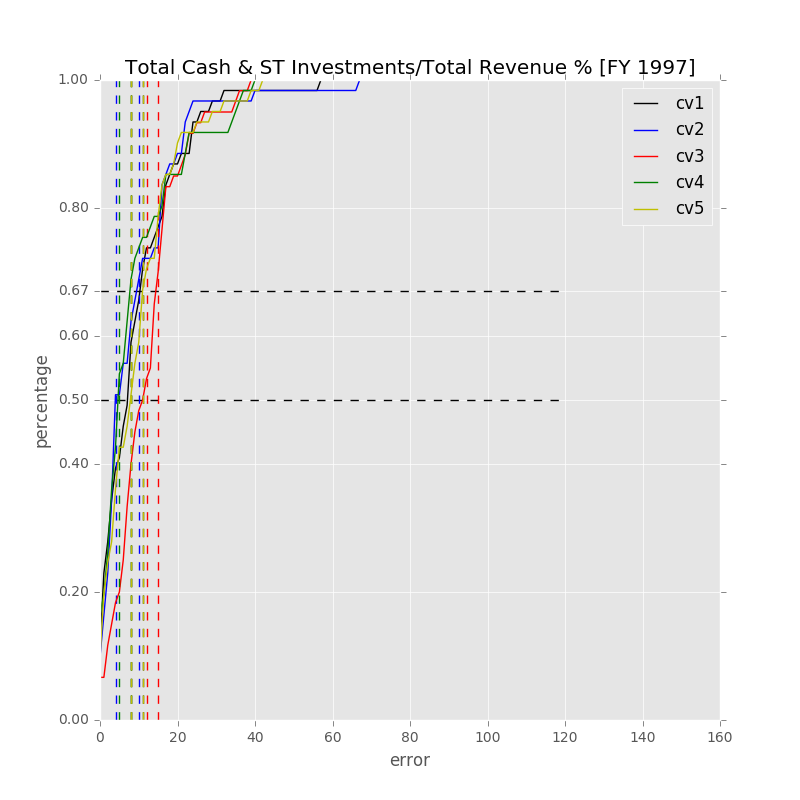 Total Cash & ST Investments/Total Revenue % [FY 1997]
1.00
0.80
0.67
0.60
0.50
0.40
0.20
0.00
percentage
0
20
40
60
80
100
120
140
160
error
cv1
cv2
cv3
cv4
cv5